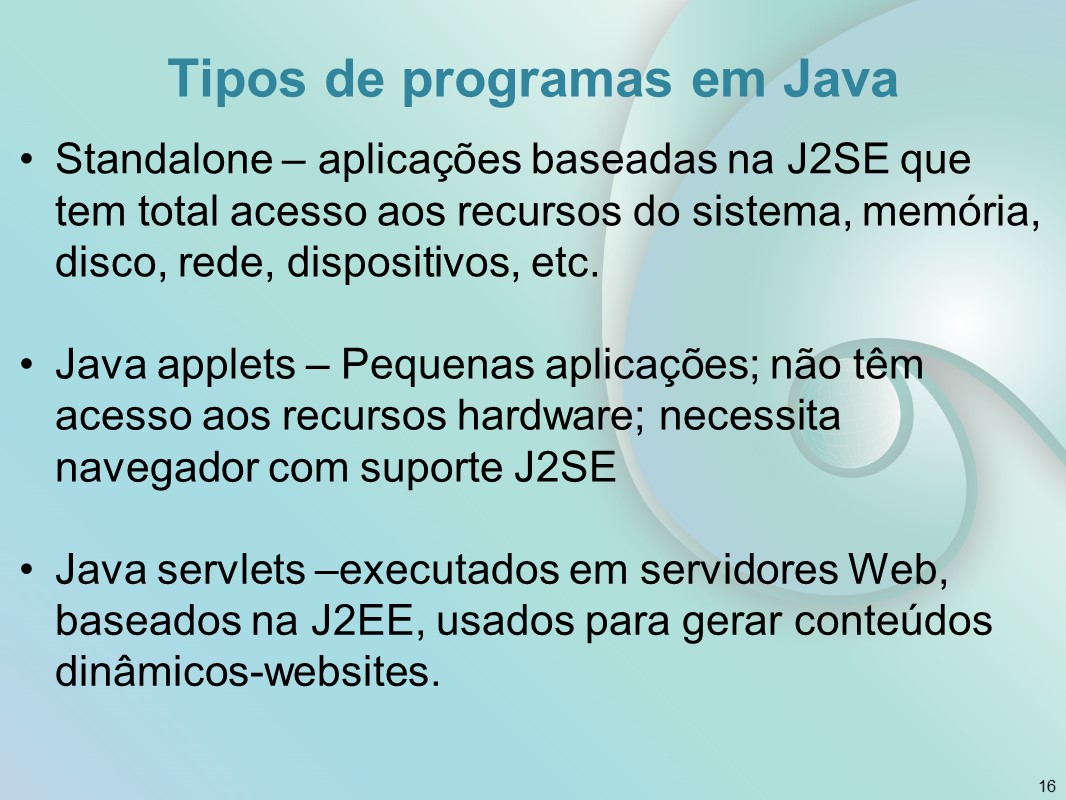 Tipos de programas em Java
• Standalone – aplicações baseadas na J2SE que
tem total acesso aos recursos do sistema, memória,
disco, rede, dispositivos, etc.
• Java applets – Pequenas aplicações; não têm
acesso aos recursos hardware; necessita
navegador com suporte J2SE
• Java servlets –executados em servidores Web,
baseados na J2EE, usados para gerar conteúdos
dinâmicos-websites.
16